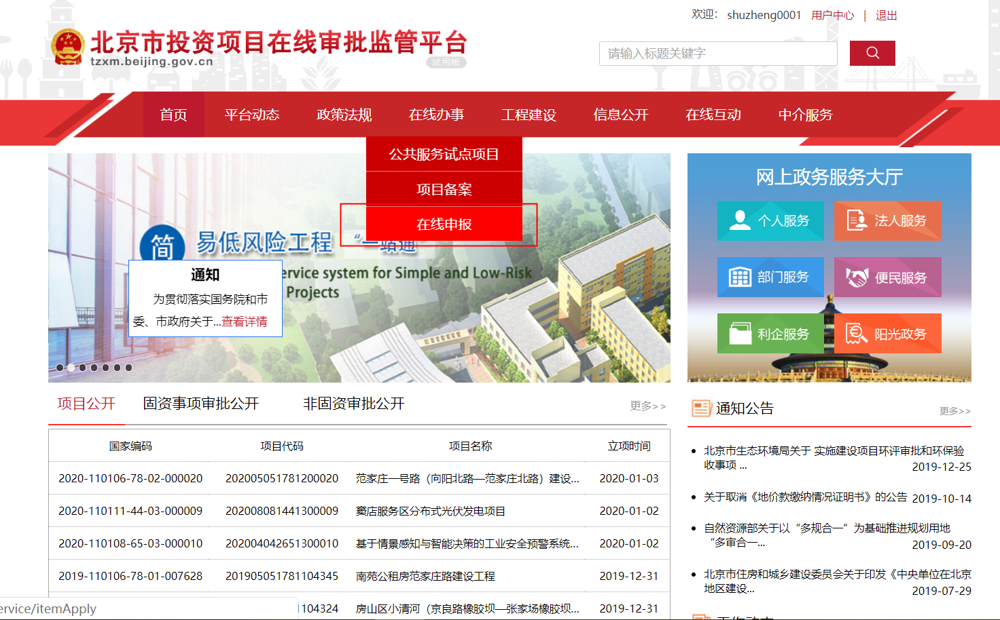 欢迎： shuzheng0001 用户中心 | 退出
北京市投资项目在线审批监管平台
tzxm.beijing.gov.cn
试用版
请输入标题关键字
首页 平台动态 政策法规 在线办事 工程建设 信息公开 在线互动 中介服务
公共服务试点项目
项目备案
在线申报
简 易低风险工程 “一站通”
ervice system for Simple and Low-Risk
Projects
通知
为贯彻落实国务院和市
委、市政府关于...查看详情
网上政务服务大厅
个人服务 法人服务
部门服务 便民服务
利企服务 阳光政务
项目公开 固资事项审批公开 非固资审批公开 更多>>
国家编码 项目代码 项目名称 立项时间
2020-110106-78-02-000020 202005051781200020 范家庄一号路（向阳北路—范家庄北路）建设... 2020-01-03
2020-110111-44-03-000009 202008081441300009 窦店服务区分布式光伏发电项目 2020-01-02
2020-110108-65-03-000010 202004042651300010 基于情景感知与智能决策的工业安全预警系统... 2020-01-02
2019-110106-78-01-007628 201905051781104345 南苑公租房范家庄路建设工程 2019-12-31
1104324 房山区小清河（京良路橡胶坝—张家场橡胶坝... 2019-12-31
通知公告 更多>>
北京市生态环境局关于 实施建设项目环评审批和环保验
收事项 ... 2019-12-25
关于取消《地价款缴纳情况证明书》的公告 2019-10-14
自然资源部关于以“多规合一”为基础推进规划用地
“多审合一... 2019-09-20
北京市住房和城乡建设委员会关于印发《中央单位在北京
地区建设... 2019-07-29
ervice/itemApply